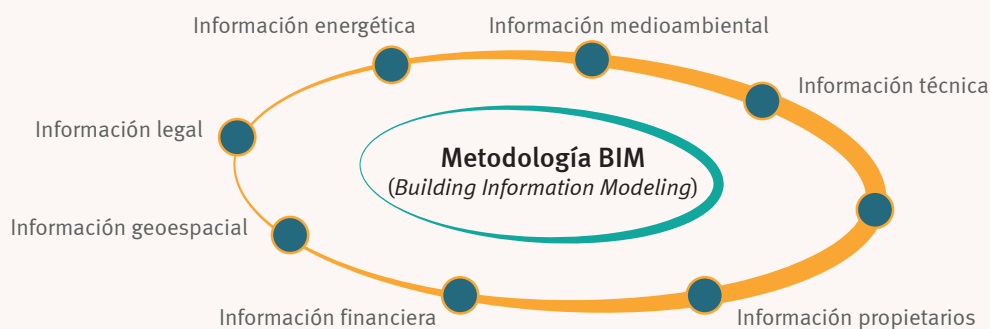 Información energética
Información medioambiental
Información técnica
Información legal
Metodología BIM
(Building Information Modeling)
Información geoespacial
Información financiera
Información propietarios